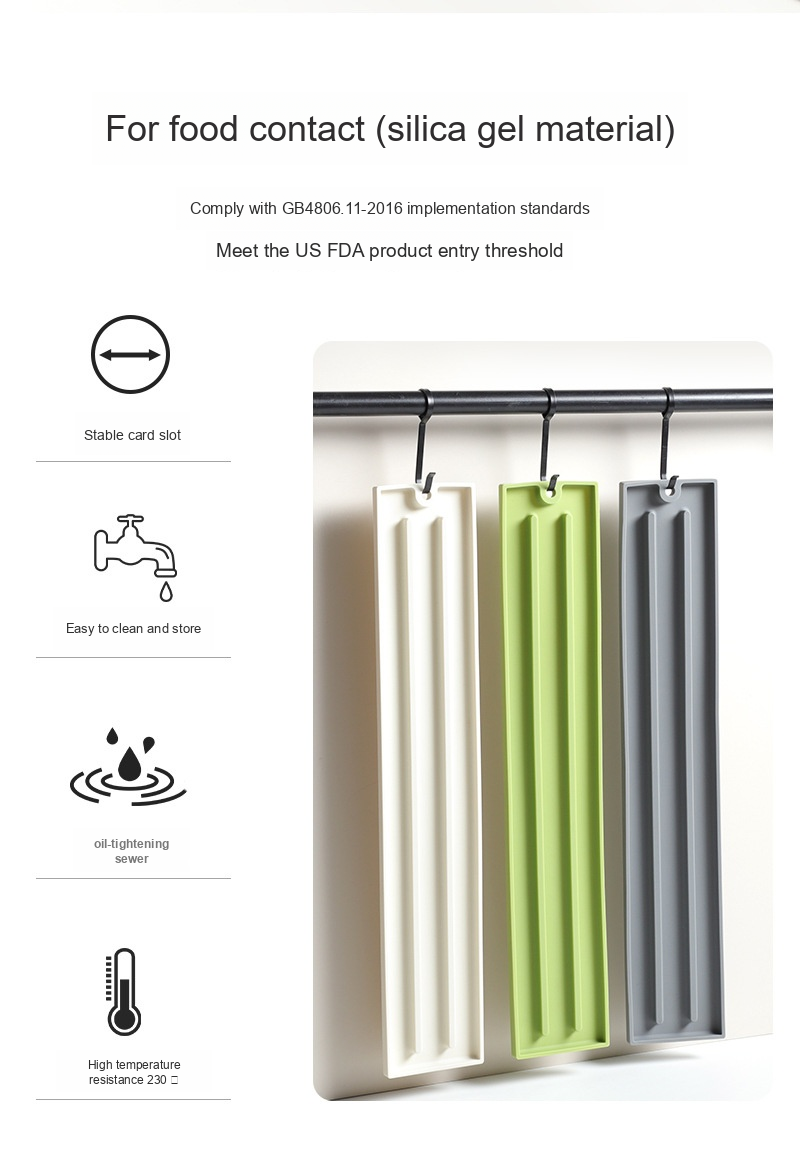 For food contact (silica gel material)
Comply with GB4806.11-2016 implementation standards
Meet the US FDA product entry threshold
Stable card slot
Easy to clean and store
oil-tightening
sewer
High temperature
resistance 230 □